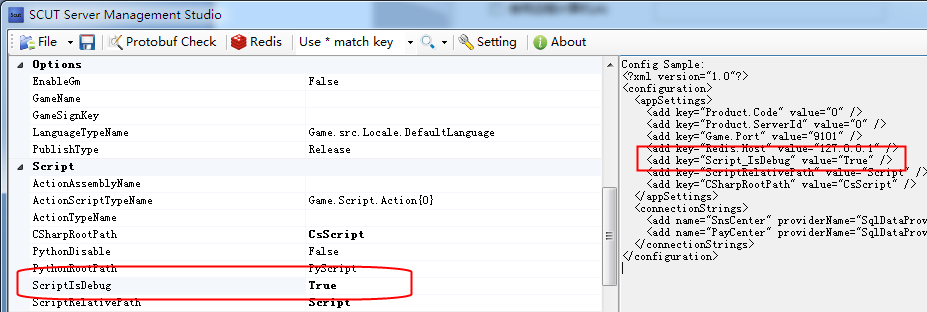 SCUT Server Management Studio
File Protobuf Check Redis Use * match key Setting About
Options
EnableGm False
GameName
GameSignKey
LanguageTypeName Game.src.Locale.DefaultLanguage
PublishType Release
Script
ActionAssemblyName
ActionScriptTypeName Game.Script.Action{0}
ActionTypeName
CSharpRootPath CsScript
PythonDisable False
PythonRootPath PyScript
ScriptIsDebug True
ScriptRelativePath Script
Config Sample:
<?xml version="1.0"?>
<configuration>
<appSettings>
<add key="Product.Code" value="0" />
<add key="Product.ServerId" value="0" />
<add key="Game.Port" value="9101" />
<add key="Redis.Host" value="127.0.0.1" />
<add key="Script_IsDebug" value="True" />
<add key="ScriptRelativePath" value="Script" />
<add key="CSharpRootPath" value="CsScript" />
</appSettings>
<connectionStrings>
<add name="SnsCenter" providerName="SqlDataProv
<add name="PayCenter" providerName="SqlDataProv
</connectionStrings>
</configuration>